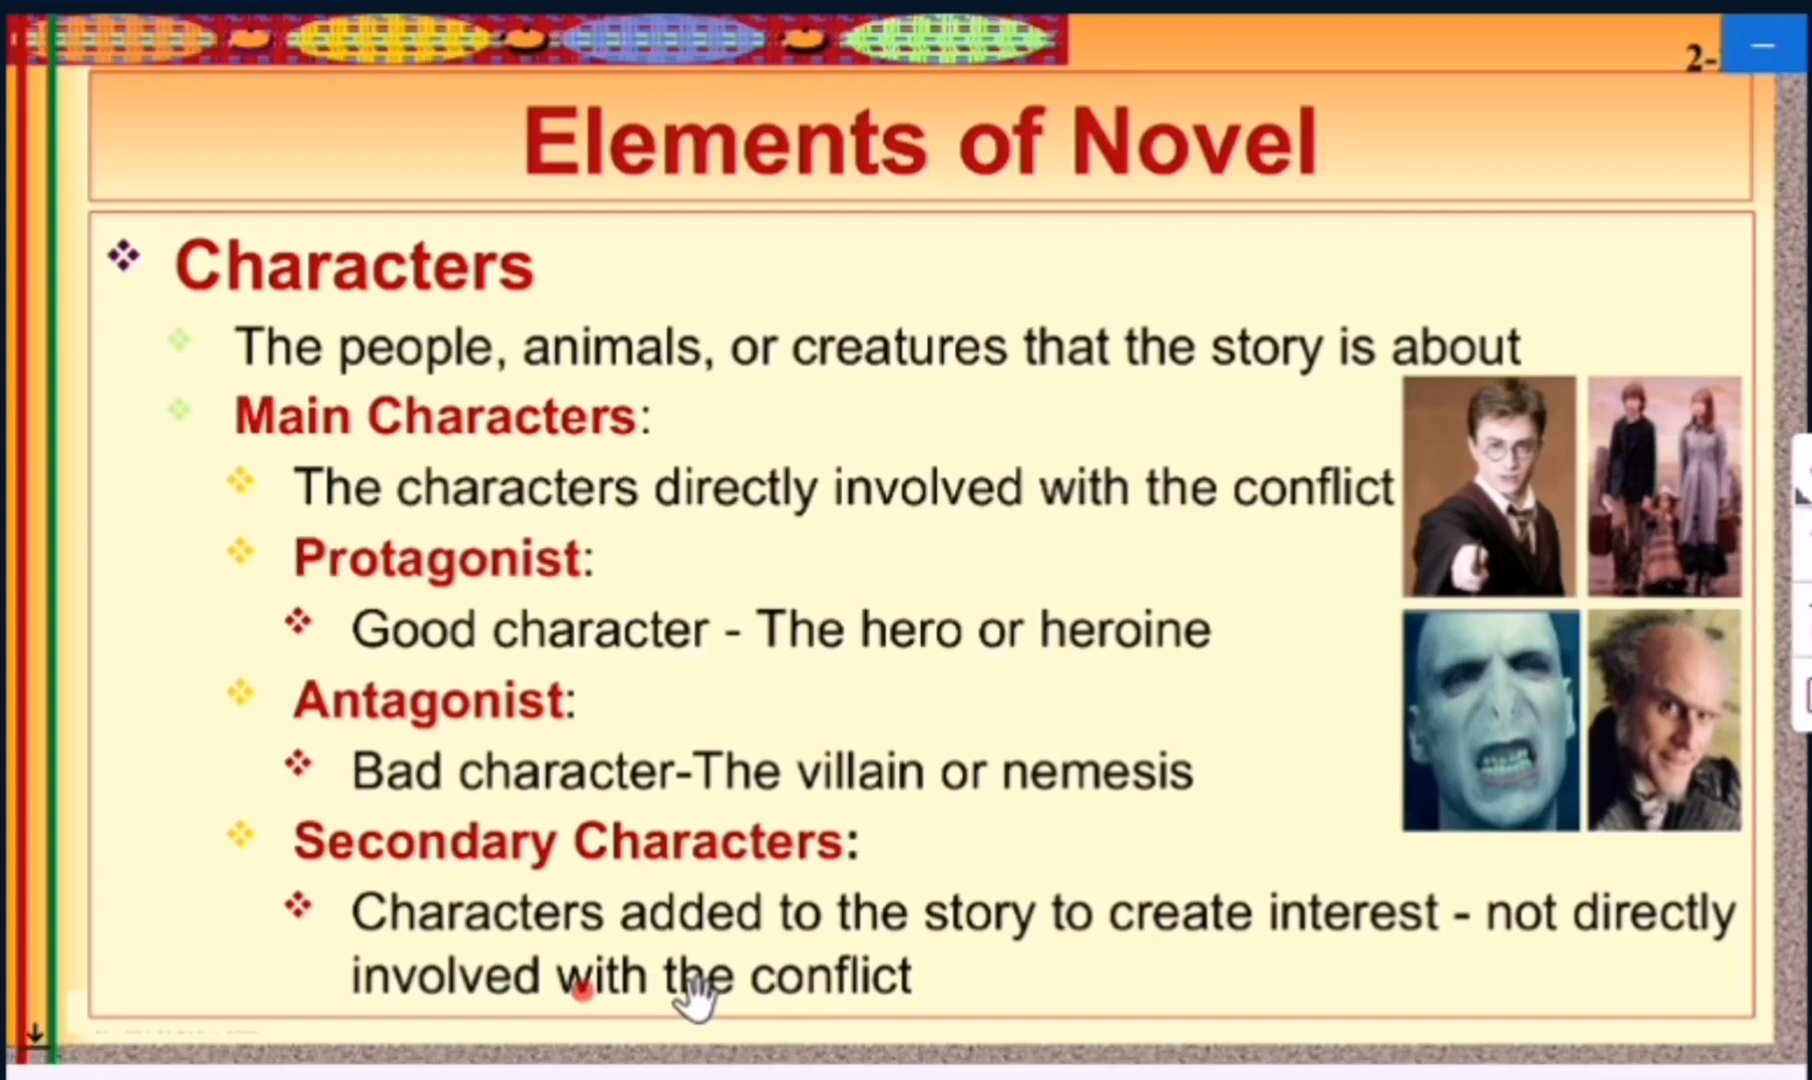 2-
Elements of Novel
Characters
The people, animals, or creatures that the story is about
Main Characters:
The characters directly involved with the conflict
Protagonist:
Good character - The hero or heroine
Antagonist:
Bad character-The villain or nemesis
Secondary Characters:
Characters added to the story to create interest - not directly
involved with the conflict